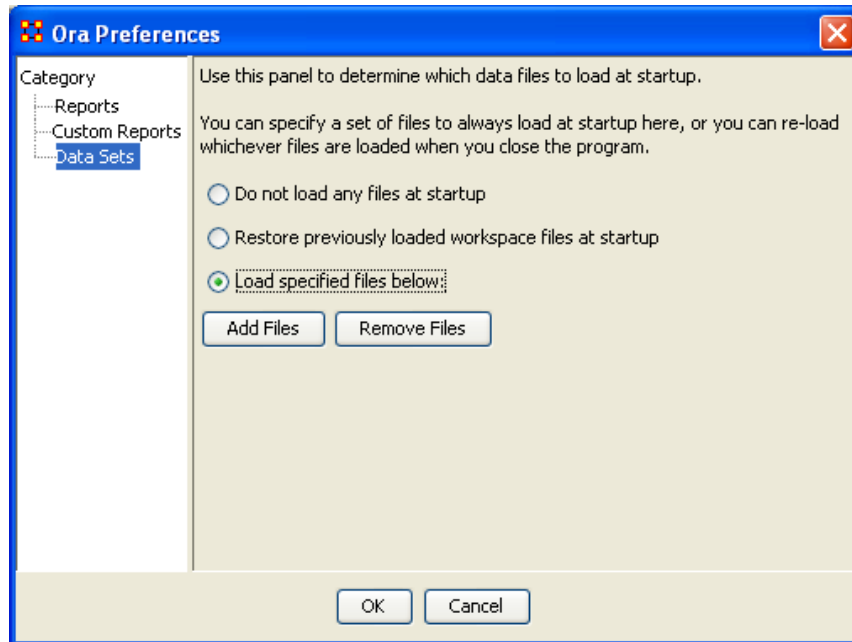 Ora Preferences
Category
Reports
Custom Reports
Data Sets
Use this panel to determine which data files to load at startup.
You can specify a set of files to always load at startup here, or you can re-load
whichever files are loaded when you close the program.
Do not load any files at startup
Restore previously loaded workspace files at startup
Load specified files below:
Add Files
Remove Files
OK
Cancel